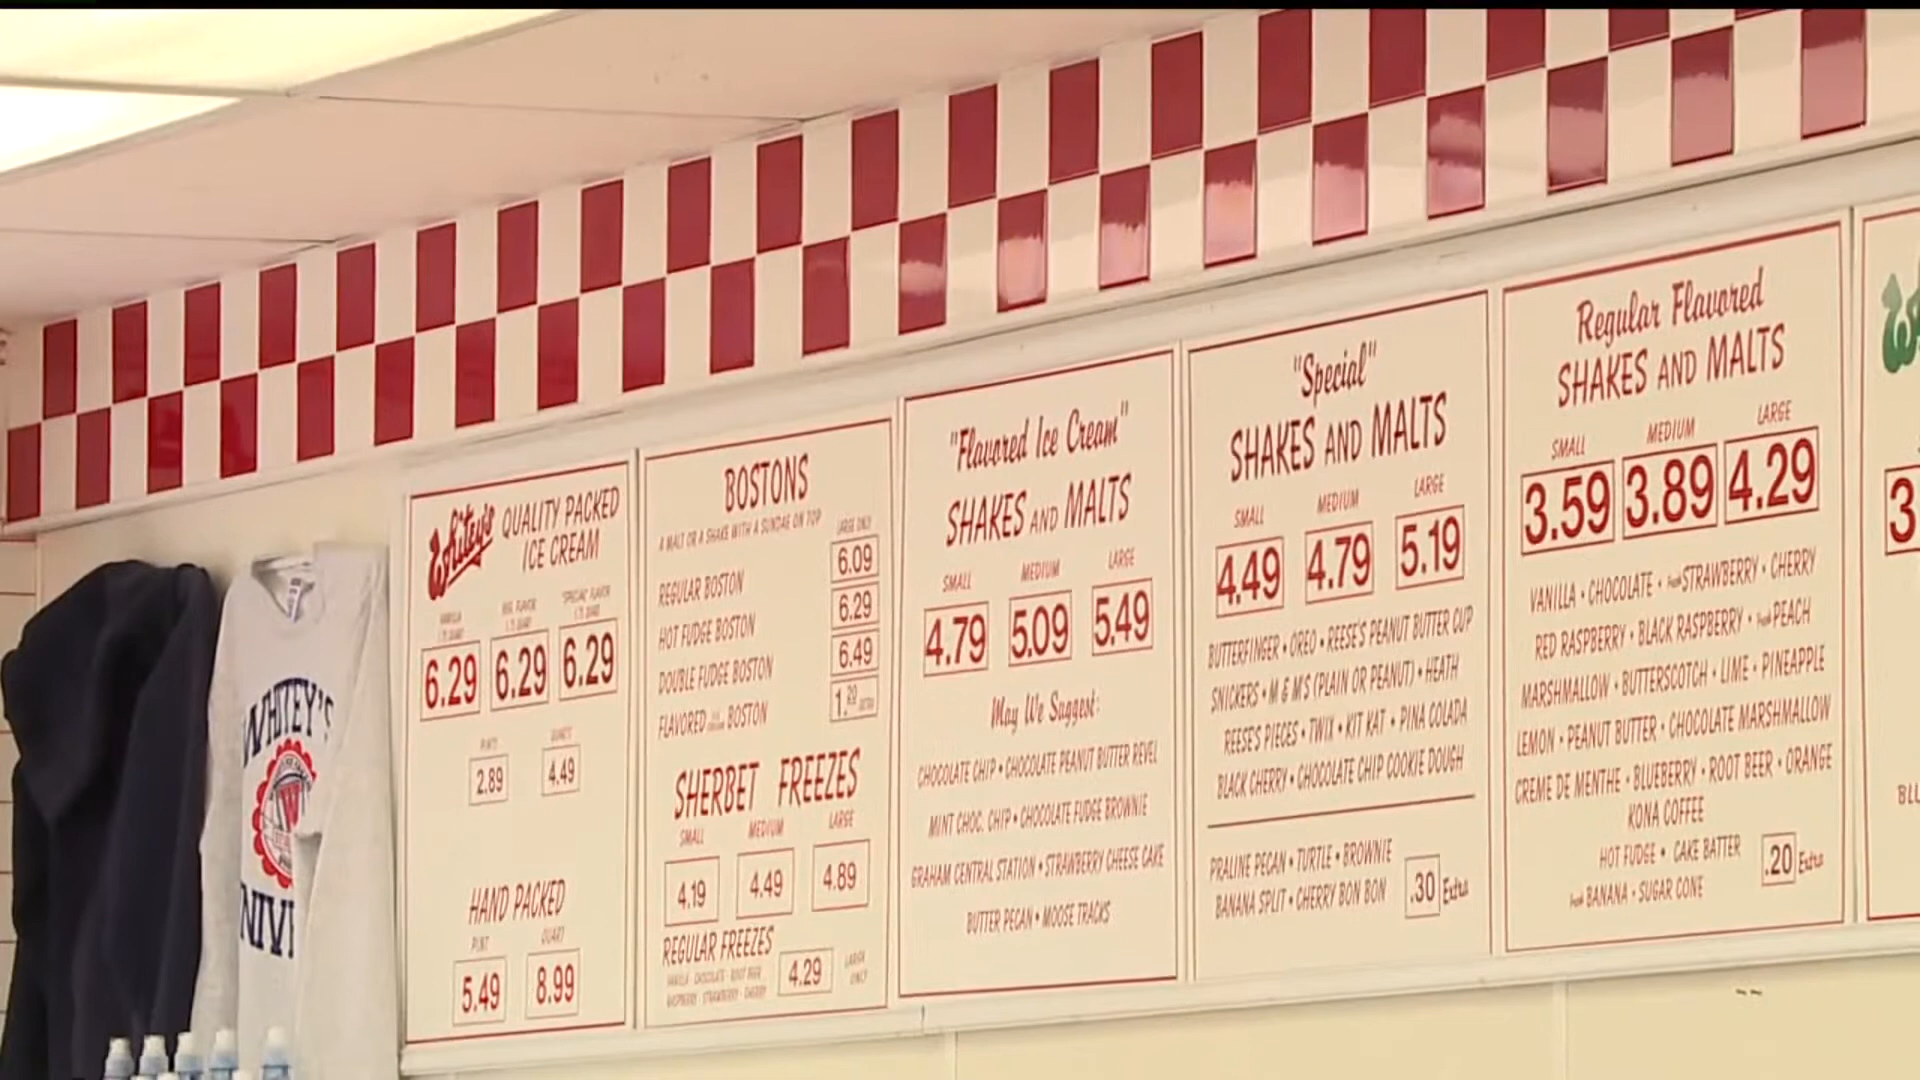 WHITEY'S
W
NIVE
Whitey's QUALITY PACKED
ICE CREAM
VANILLA REG. FLAVOR "SPECIAL" FLAVOR
1.75 QUART 1.75 QUART 1.75 QUART
6.29 6.29 6.29
PINTS QUARTS
2.89 4.49
HAND PACKED
PINT QUART
5.49 8.99
BOSTONS
A MALT OR A SHAKE WITH A SUNDAE ON TOP
LARGE ONLY
REGULAR BOSTON 6.09
HOT FUDGE BOSTON 6.29
DOUBLE FUDGE BOSTON 6.49
FLAVORED ICE CREAM BOSTON 1.20 EXTRA
SHERBET FREEZES
SMALL MEDIUM LARGE
4.19 4.49 4.89
REGULAR FREEZES
VANILLA · CHOCOLATE · ROOT BEER
RASPBERRY · STRAWBERRY · CHERRY
4.29 LARGE ONLY
"Flavored Ice Cream"
SHAKES AND MALTS
SMALL MEDIUM LARGE
4.79 5.09 5.49
May We Suggest:
CHOCOLATE CHIP • CHOCOLATE PEANUT BUTTER REVEL
MINT CHOC. CHIP • CHOCOLATE FUDGE BROWNIE
GRAHAM CENTRAL STATION • STRAWBERRY CHEESE CAKE
BUTTER PECAN • MOOSE TRACKS
"Special"
SHAKES AND MALTS
SMALL MEDIUM LARGE
4.49 4.79 5.19
BUTTERFINGER • OREO • REESE'S PEANUT BUTTER CUP
SNICKERS • M & M'S (PLAIN OR PEANUT) • HEATH
REESE'S PIECES • TWIX • KIT KAT • PINA COLADA
BLACK CHERRY • CHOCOLATE CHIP COOKIE DOUGH
PRALINE PECAN • TURTLE • BROWNIE
BANANA SPLIT • CHERRY BON BON
.30 Extra
Regular Flavored
SHAKES AND MALTS
SMALL MEDIUM LARGE
3.59 3.89 4.29
VANILLA • CHOCOLATE • Fresh STRAWBERRY • CHERRY
RED RASPBERRY • BLACK RASPBERRY • Fresh PEACH
MARSHMALLOW • BUTTERSCOTCH • LIME • PINEAPPLE
LEMON • PEANUT BUTTER • CHOCOLATE MARSHMALLOW
CREME DE MENTHE • BLUEBERRY • ROOT BEER • ORANGE
KONA COFFEE
HOT FUDGE • CAKE BATTER
Fresh BANANA • SUGAR CONE
.20 Extra
3
BLU